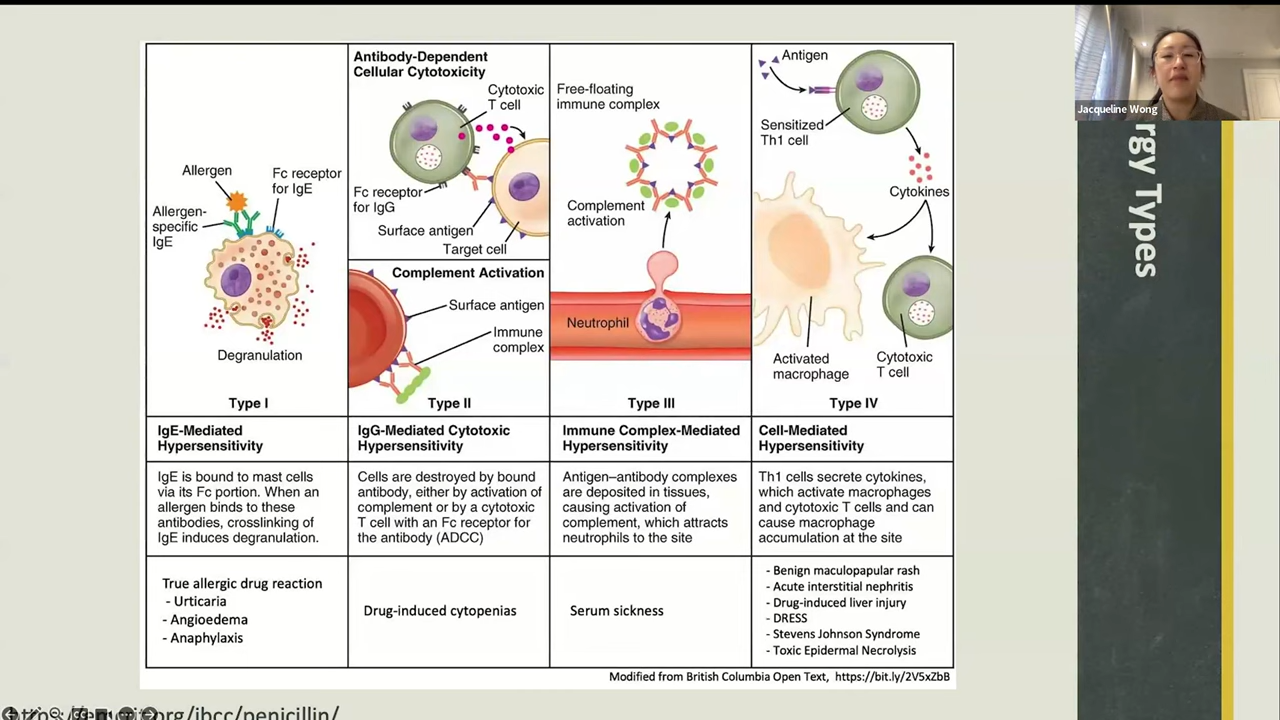 Allergen
Fc receptor
for IgE
Allergen-
specific
IgE
Degranulation
Type I
Antibody-Dependent
Cellular Cytotoxicity
Cytotoxic
T cell
Fc receptor
for IgG
Surface antigen
Target cell
Complement Activation
Surface antigen
Immune
complex
Type II
Free-floating
immune complex
Complement
activation
Neutrophil
Type III
Antigen
Sensitized
Th1 cell
Cytokines
Activated
macrophage
Cytotoxic
T cell
Type IV
IgE-Mediated
Hypersensitivity
IgG-Mediated Cytotoxic
Hypersensitivity
Immune Complex-Mediated
Hypersensitivity
Cell-Mediated
Hypersensitivity
IgE is bound to mast cells
via its Fc portion. When an
allergen binds to these
antibodies, crosslinking of
IgE induces degranulation.
Cells are destroyed by bound
antibody, either by activation of
complement or by a cytotoxic
T cell with an Fc receptor for
the antibody (ADCC)
Antigen–antibody complexes
are deposited in tissues,
causing activation of
complement, which attracts
neutrophils to the site
Th1 cells secrete cytokines,
which activate macrophages
and cytotoxic T cells and can
cause macrophage
accumulation at the site
True allergic drug reaction
- Urticaria
- Angioedema
- Anaphylaxis
Drug-induced cytopenias
Serum sickness
- Benign maculopapular rash
- Acute interstitial nephritis
- Drug-induced liver injury
- DRESS
- Stevens Johnson Syndrome
- Toxic Epidermal Necrolysis
Modified from British Columbia Open Text, https://bit.ly/2V5xZbB
Jacqueline Wong
rgy Types
.org/ibcc/penicillin/